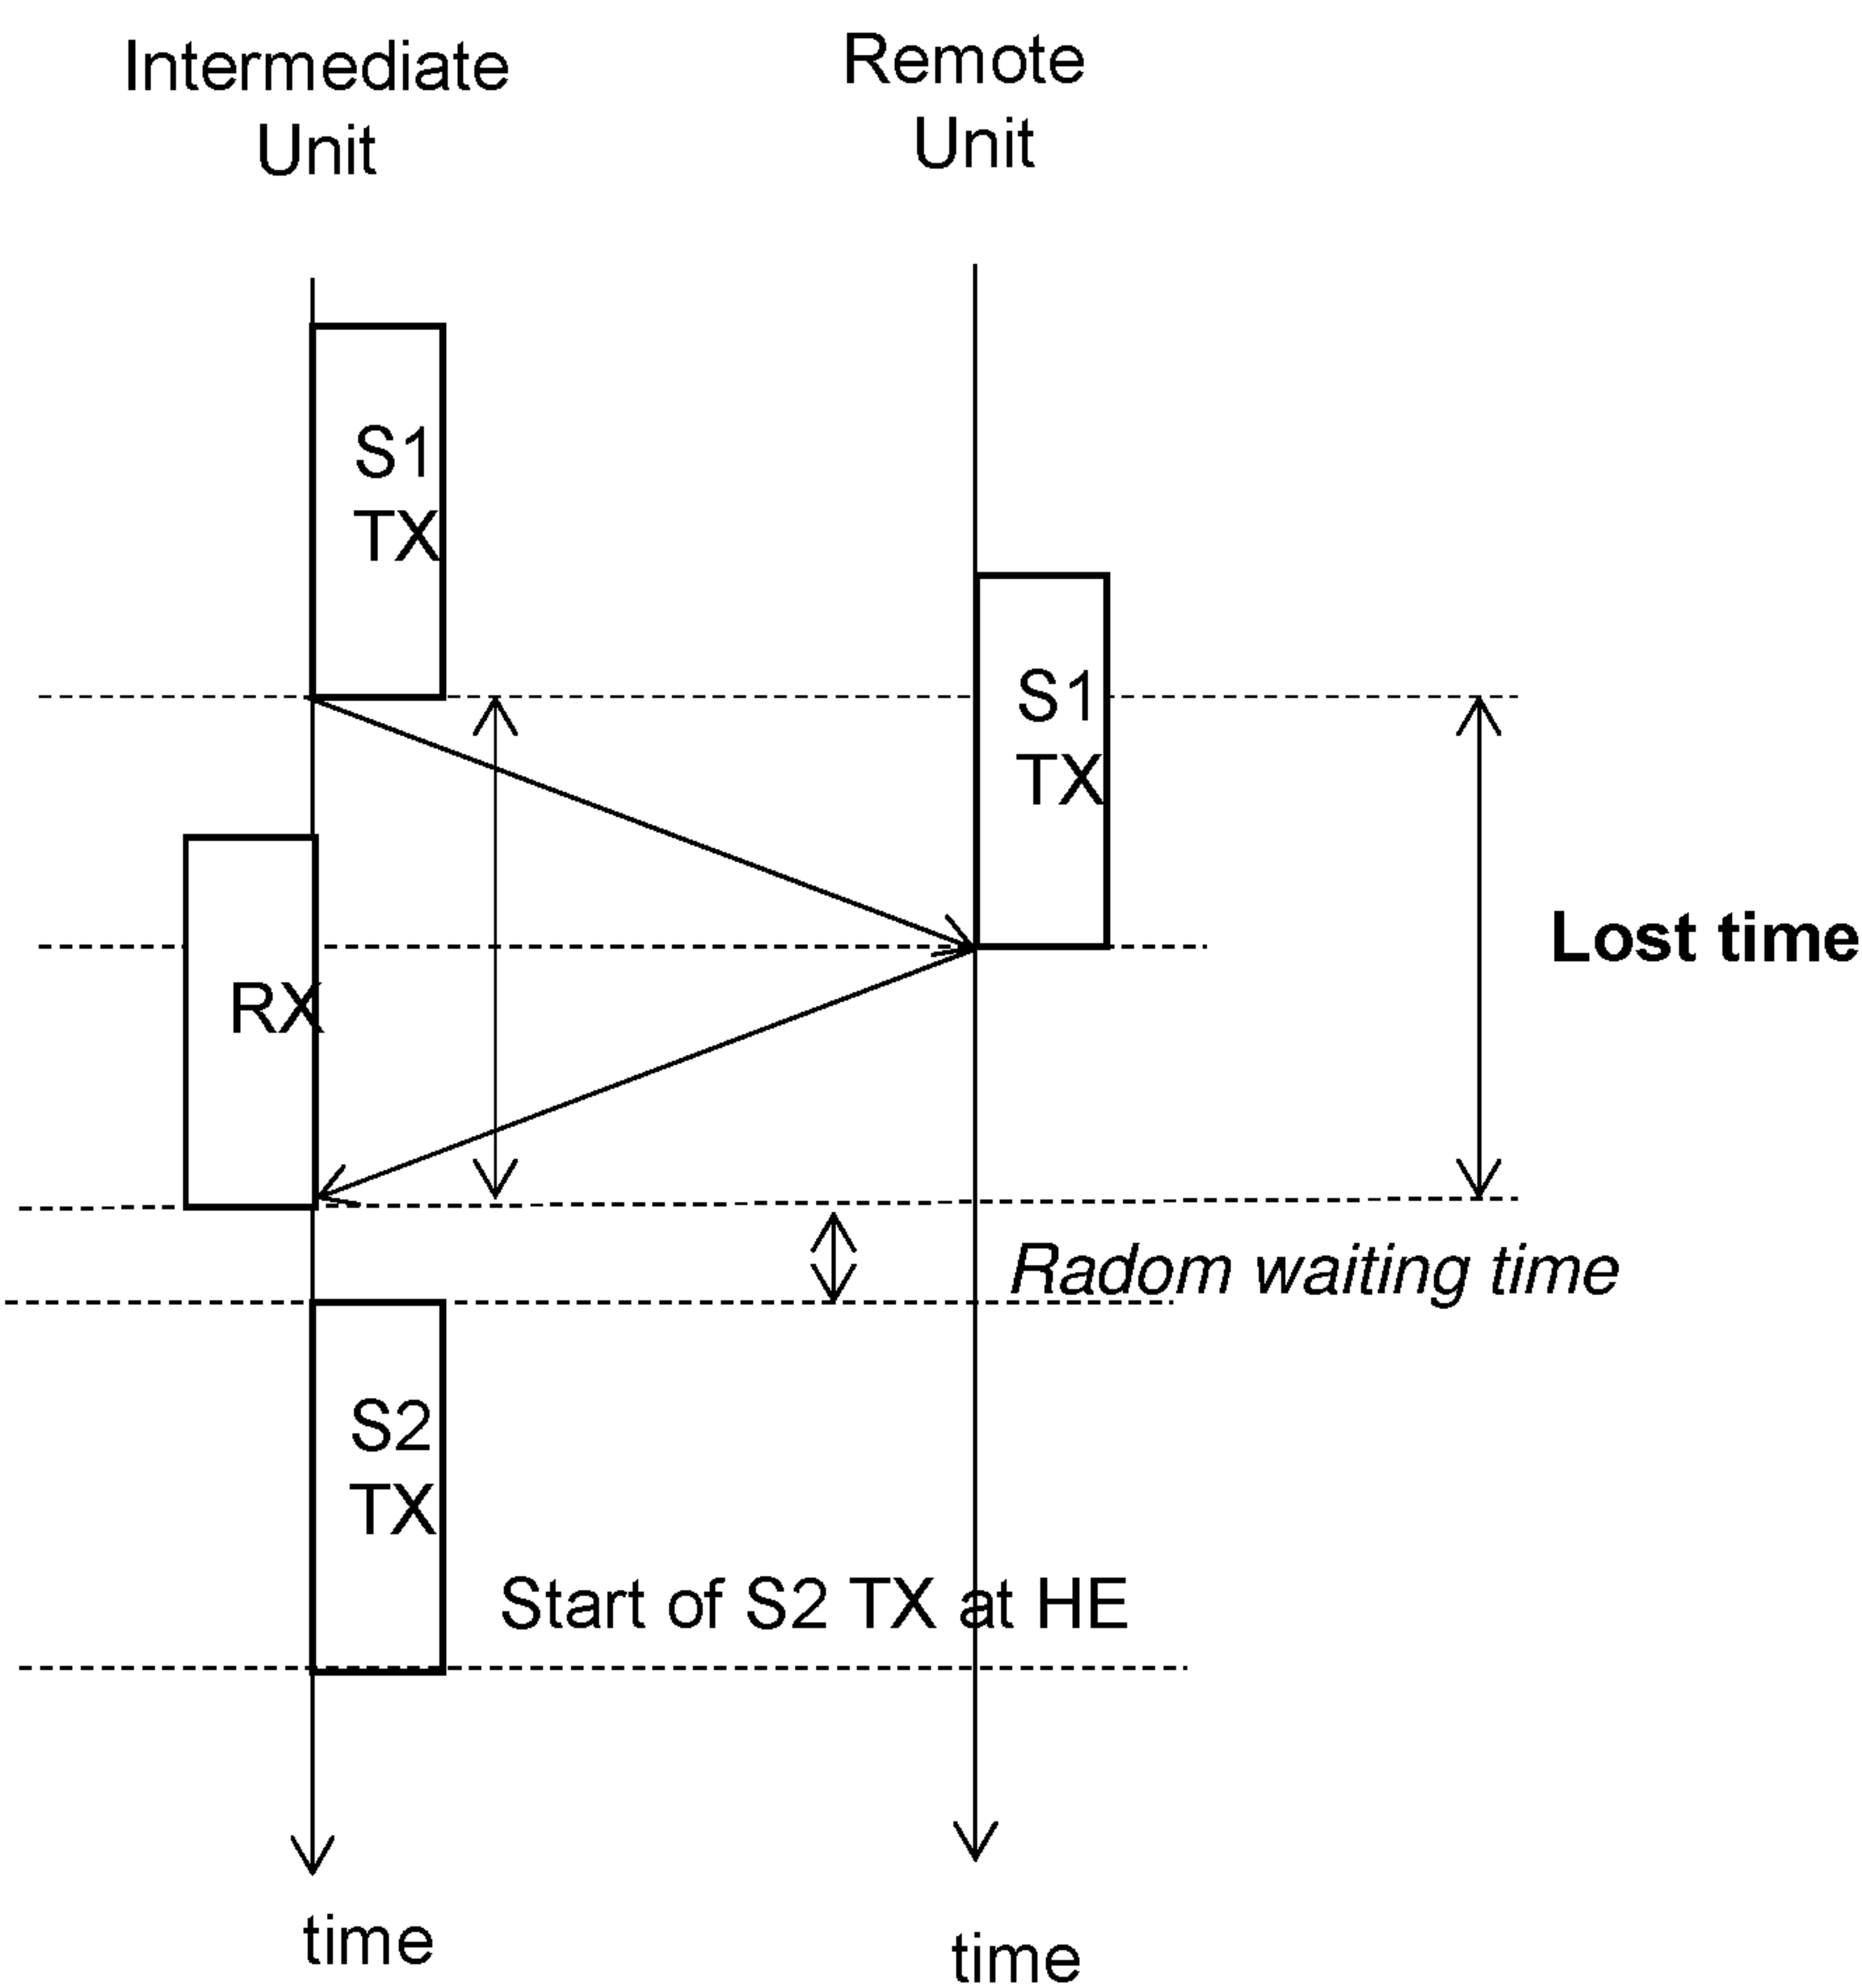 Intermediate
Unit
Remote
Unit
S1
TX
S1
TX
Lost time
RX
Radom waiting time
S2
TX
Start of S2 TX at HE
time
time